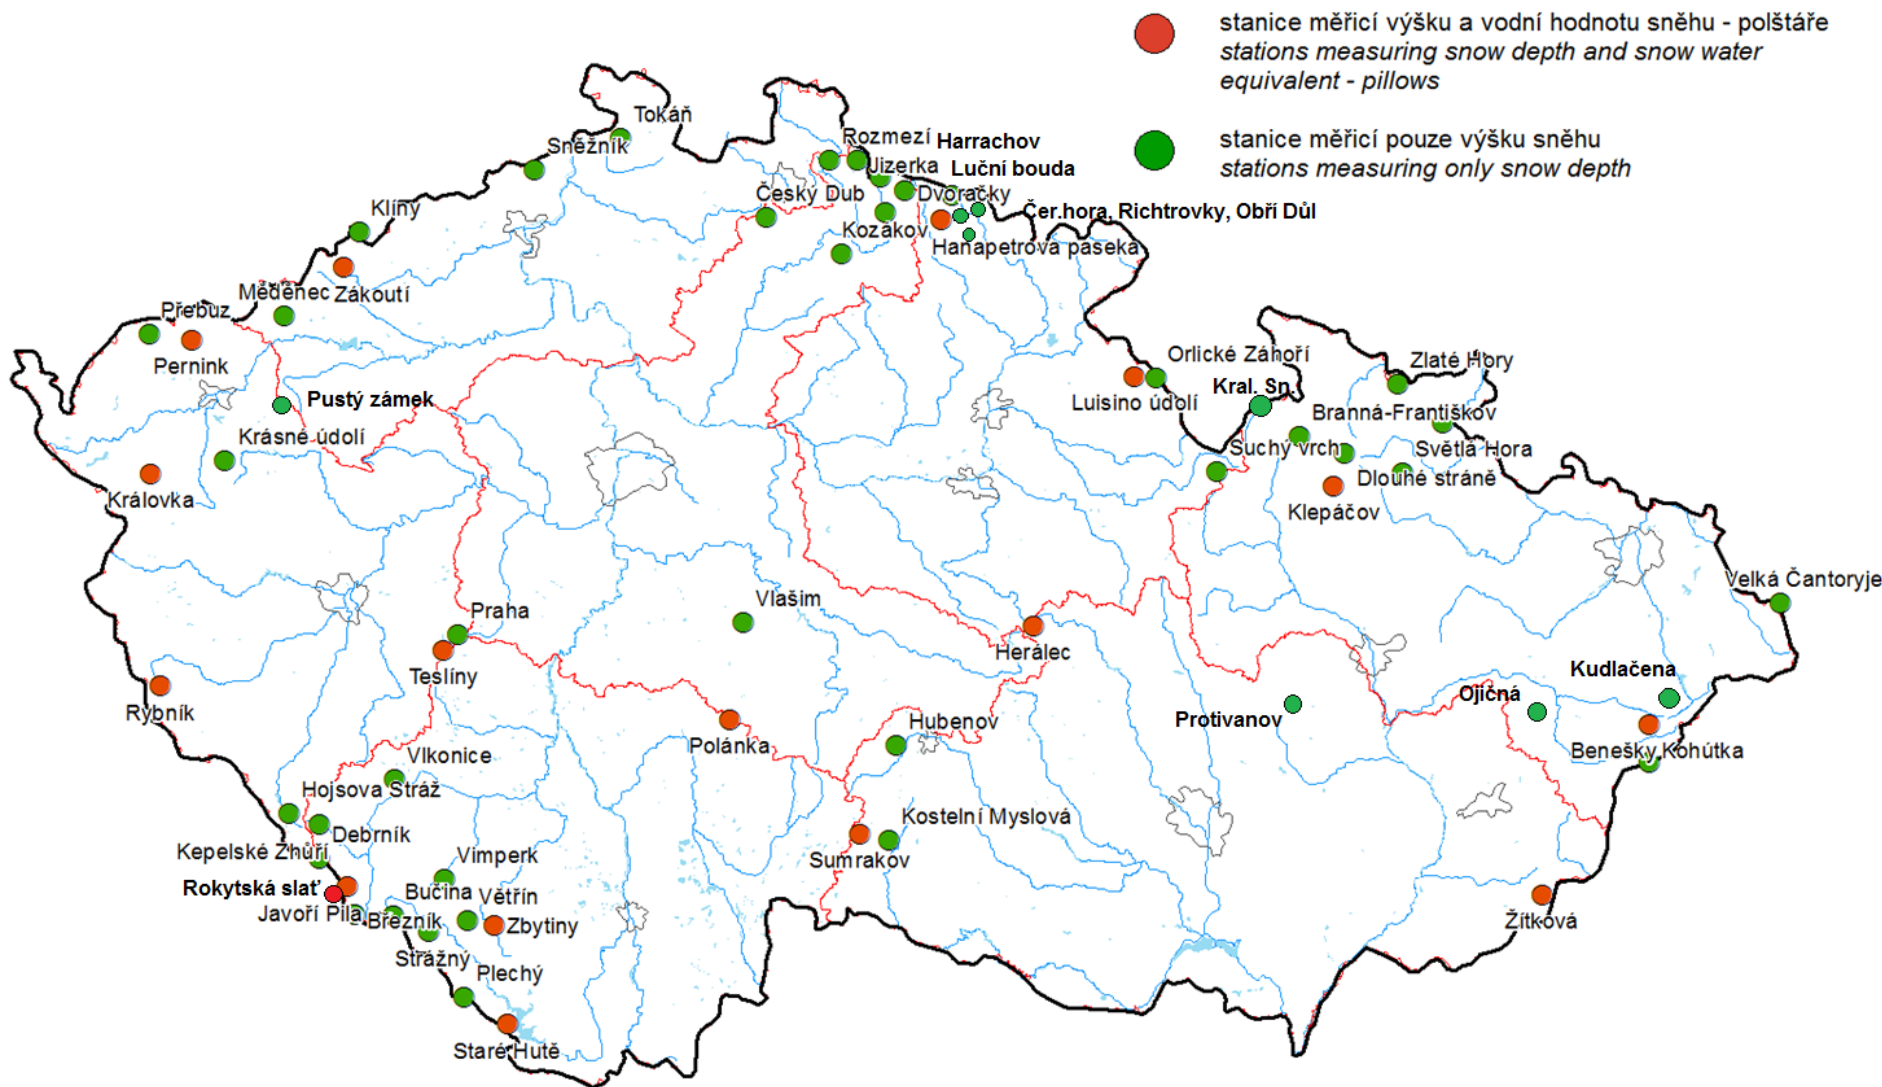 stanice měřicí výšku a vodní hodnotu sněhu - polštáře
stations measuring snow depth and snow water
equivalent - pillows
stanice měřicí pouze výšku sněhu
stations measuring only snow depth
Tokáň
Sněžník
Rozmezí
Harrachov
Jizerka
Luční bouda
Český Dub
Dvoračky
Klíny
Čer.hora, Richtrovky, Obří Důl
Kozákov
Hanapetrova paseka
Měděnec
Zákoutí
Přebuz
Pernink
Orlické Záhoří
Zlaté Hory
Kral. Sn.
Luisino údolí
Pustý zámek
Branná-Františkov
Krásné údolí
Suchý vrch
Světlá Hora
Dlouhé stráně
Královka
Klepáčov
Velká Čantoryje
Vlašim
Praha
Herálec
Teslíny
Kudlačena
Ojičná
Rybník
Protivanov
Hubenov
Polánka
Benešky
Kohútka
Vlkonice
Hojsova Stráž
Kostelní Myslová
Debrník
Kepelské Zhůří
Vimperk
Sumrakov
Rokytská slať
Bučina
Větřín
Javoří Pila
Březník
Zbytiny
Žítková
Strážný
Plechý
Staré Hutě